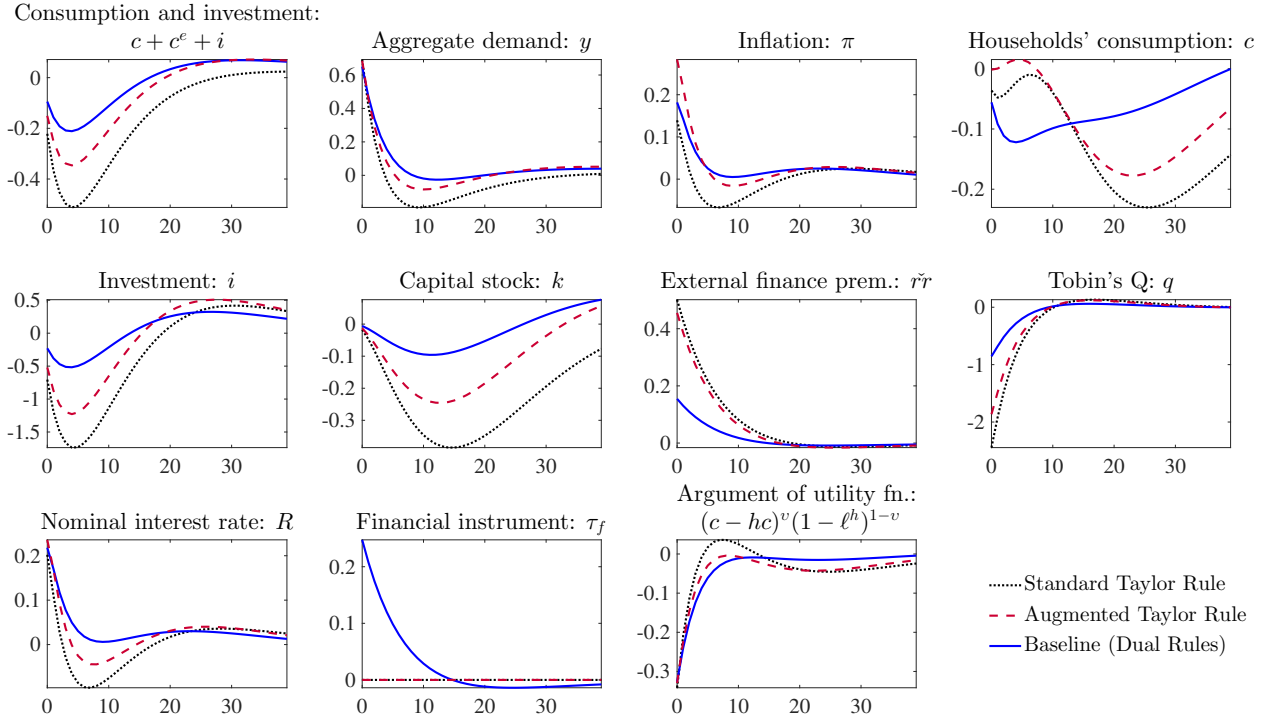 Consumption and investment:
c + c^e + i
Aggregate demand: y
Inflation: π
Households' consumption: c
0
-0.2
-0.4
0 10 20 30
0.6
0.4
0.2
0
0 10 20 30
0.2
0.1
0
0 10 20 30
0
-0.1
-0.2
0 10 20 30
Investment: i
Capital stock: k
External finance prem.: rř
Tobin's Q: q
0.5
0
-0.5
-1
-1.5
0 10 20 30
0
-0.1
-0.2
-0.3
0 10 20 30
0.4
0.2
0
0 10 20 30
0
-1
-2
0 10 20 30
Nominal interest rate: R
Financial instrument: τ_f
Argument of utility fn.:
(c − hc)^v(1 − ℓ^h)^{1−v}
0.2
0.1
0
0 10 20 30
0.2
0.1
0
0 10 20 30
0
-0.1
-0.2
-0.3
0 10 20 30
Standard Taylor Rule
Augmented Taylor Rule
Baseline (Dual Rules)